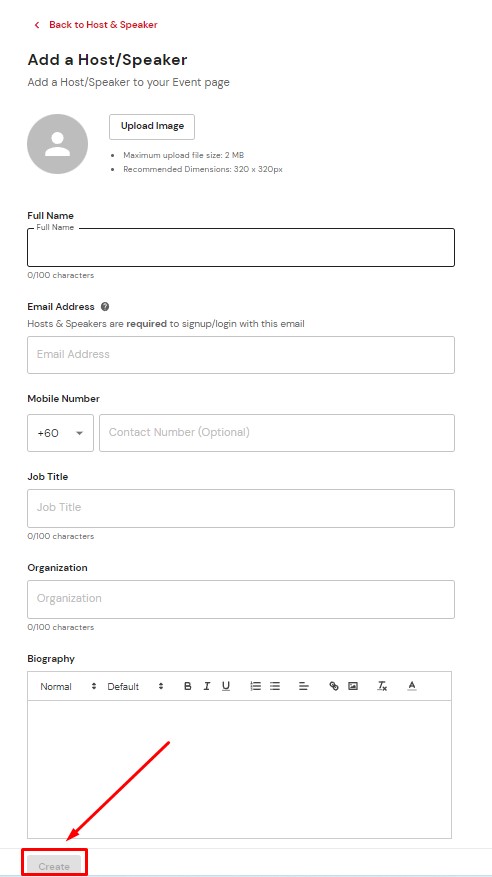 Back to Host & Speaker
Add a Host/Speaker
Add a Host/Speaker to your Event page
Upload Image
Maximum upload file size: 2 MB
Recommended Dimensions: 320 x 320px
Full Name
Full Name
0/100 characters
Email Address
Hosts & Speakers are required to signup/login with this email
Email Address
Mobile Number
+60 Contact Number (Optional)
Job Title
Job Title
0/100 characters
Organization
Organization
0/100 characters
Biography
Normal Default B I U A
Create